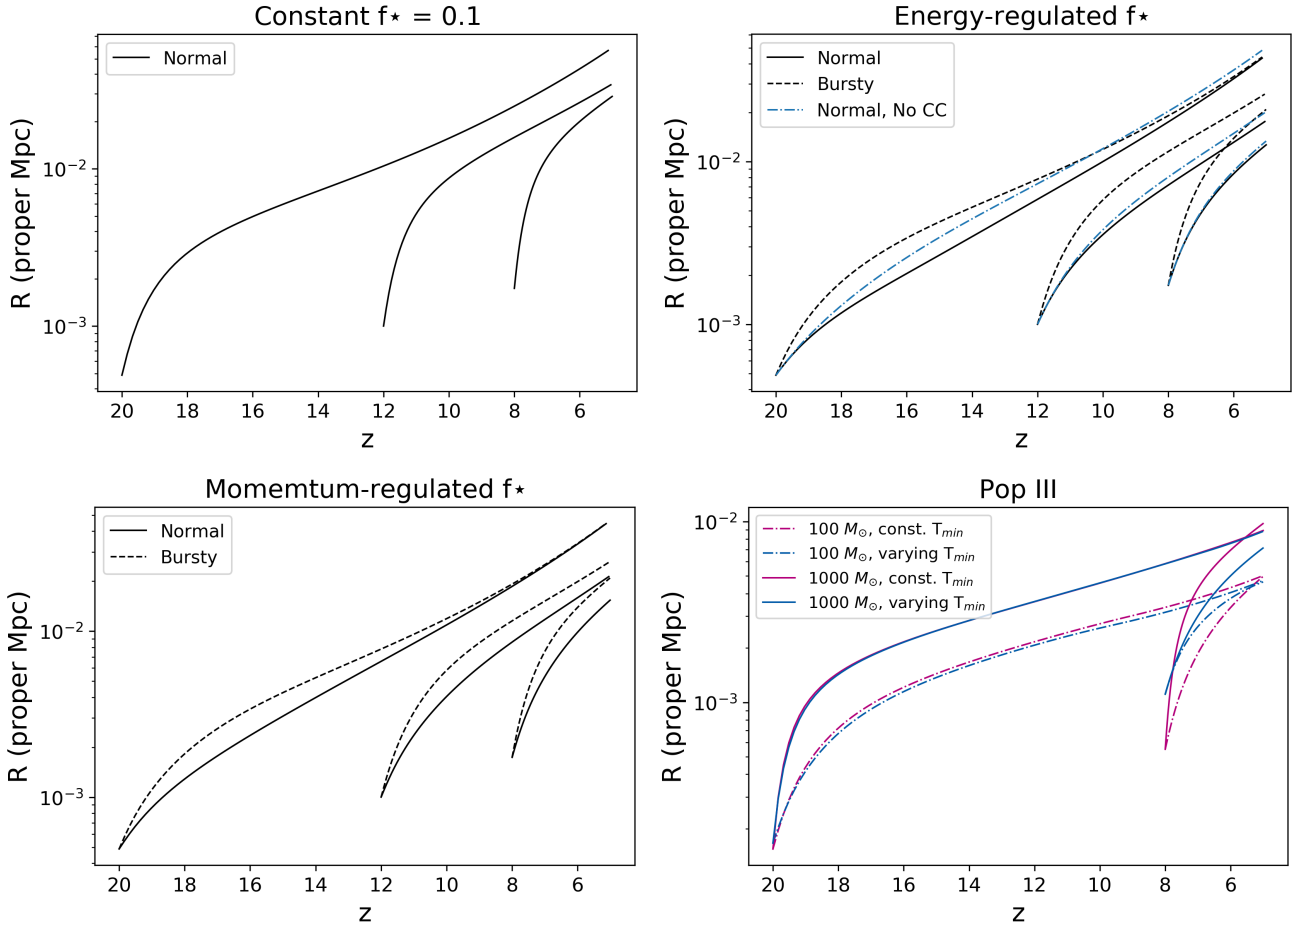 Constant f⋆ = 0.1
Normal
R (proper Mpc)
10⁻²
10⁻³
20 18 16 14 12 10 8 6
z
Energy-regulated f⋆
Normal
Bursty
Normal, No CC
R (proper Mpc)
10⁻²
10⁻³
20 18 16 14 12 10 8 6
z
Momemtum-regulated f⋆
Normal
Bursty
R (proper Mpc)
10⁻²
10⁻³
20 18 16 14 12 10 8 6
z
Pop III
100 M⊙, const. Tmin
100 M⊙, varying Tmin
1000 M⊙, const. Tmin
1000 M⊙, varying Tmin
R (proper Mpc)
10⁻²
10⁻³
20 18 16 14 12 10 8 6
z